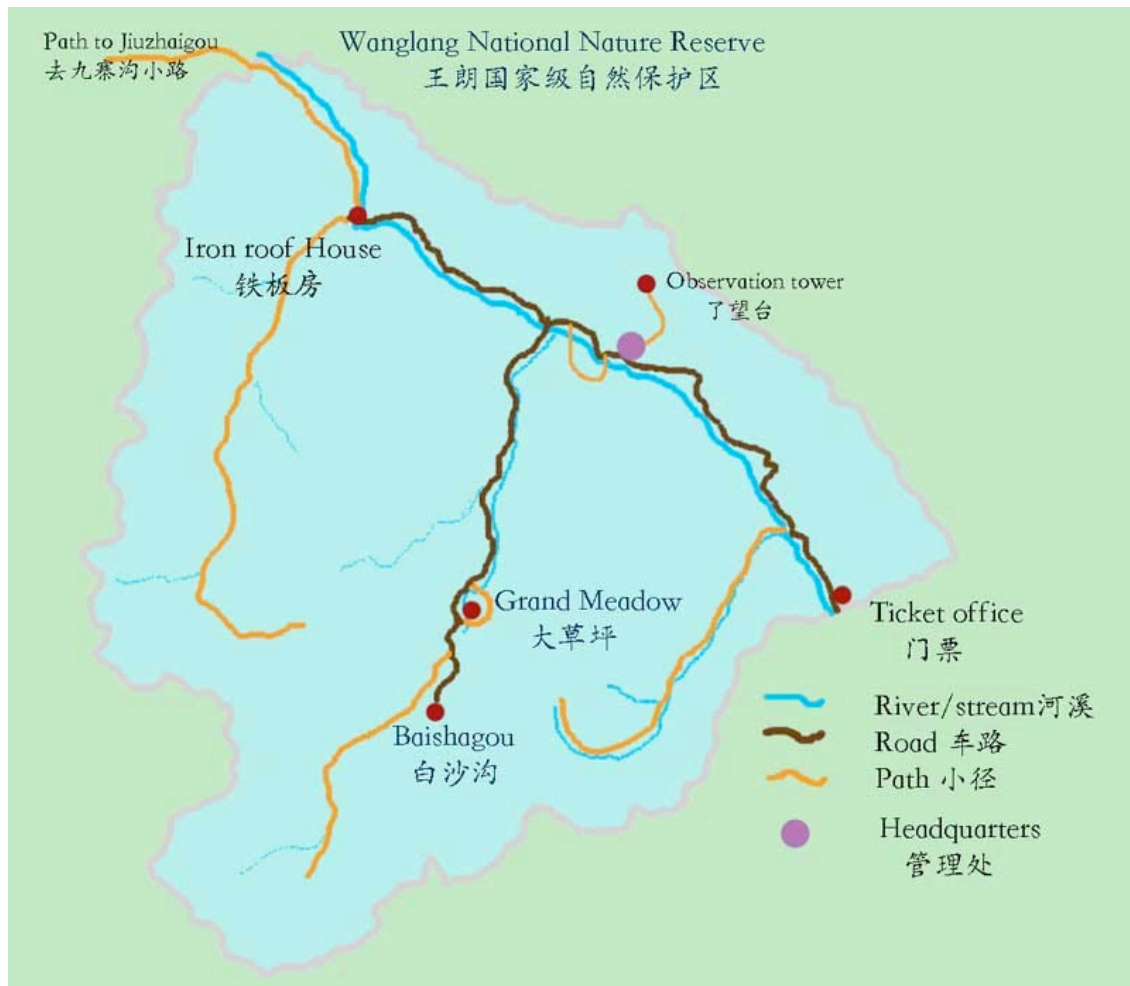 Path to Jiuzhaigou
去九寨沟小路
Wanglang National Nature Reserve
王朗国家级自然保护区
Iron roof House
铁板房
Observation tower
了望台
Grand Meadow
大草坪
Ticket office
门票
Baishagou
白沙沟
River/stream河溪
Road 车路
Path 小径
Headquarters
管理处